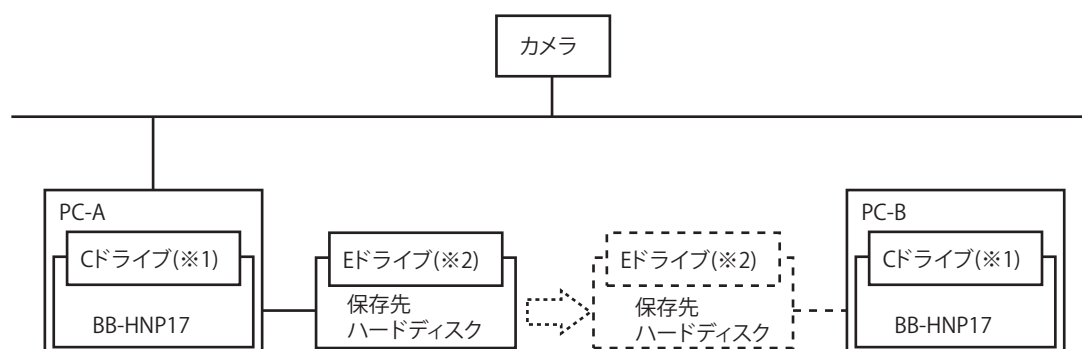 カメラ
PC-A
Cドライブ(※1)
BB-HNP17
Eドライブ(※2)
保存先
ハードディスク
Eドライブ(※2)
保存先
ハードディスク
PC-B
Cドライブ(※1)
BB-HNP17